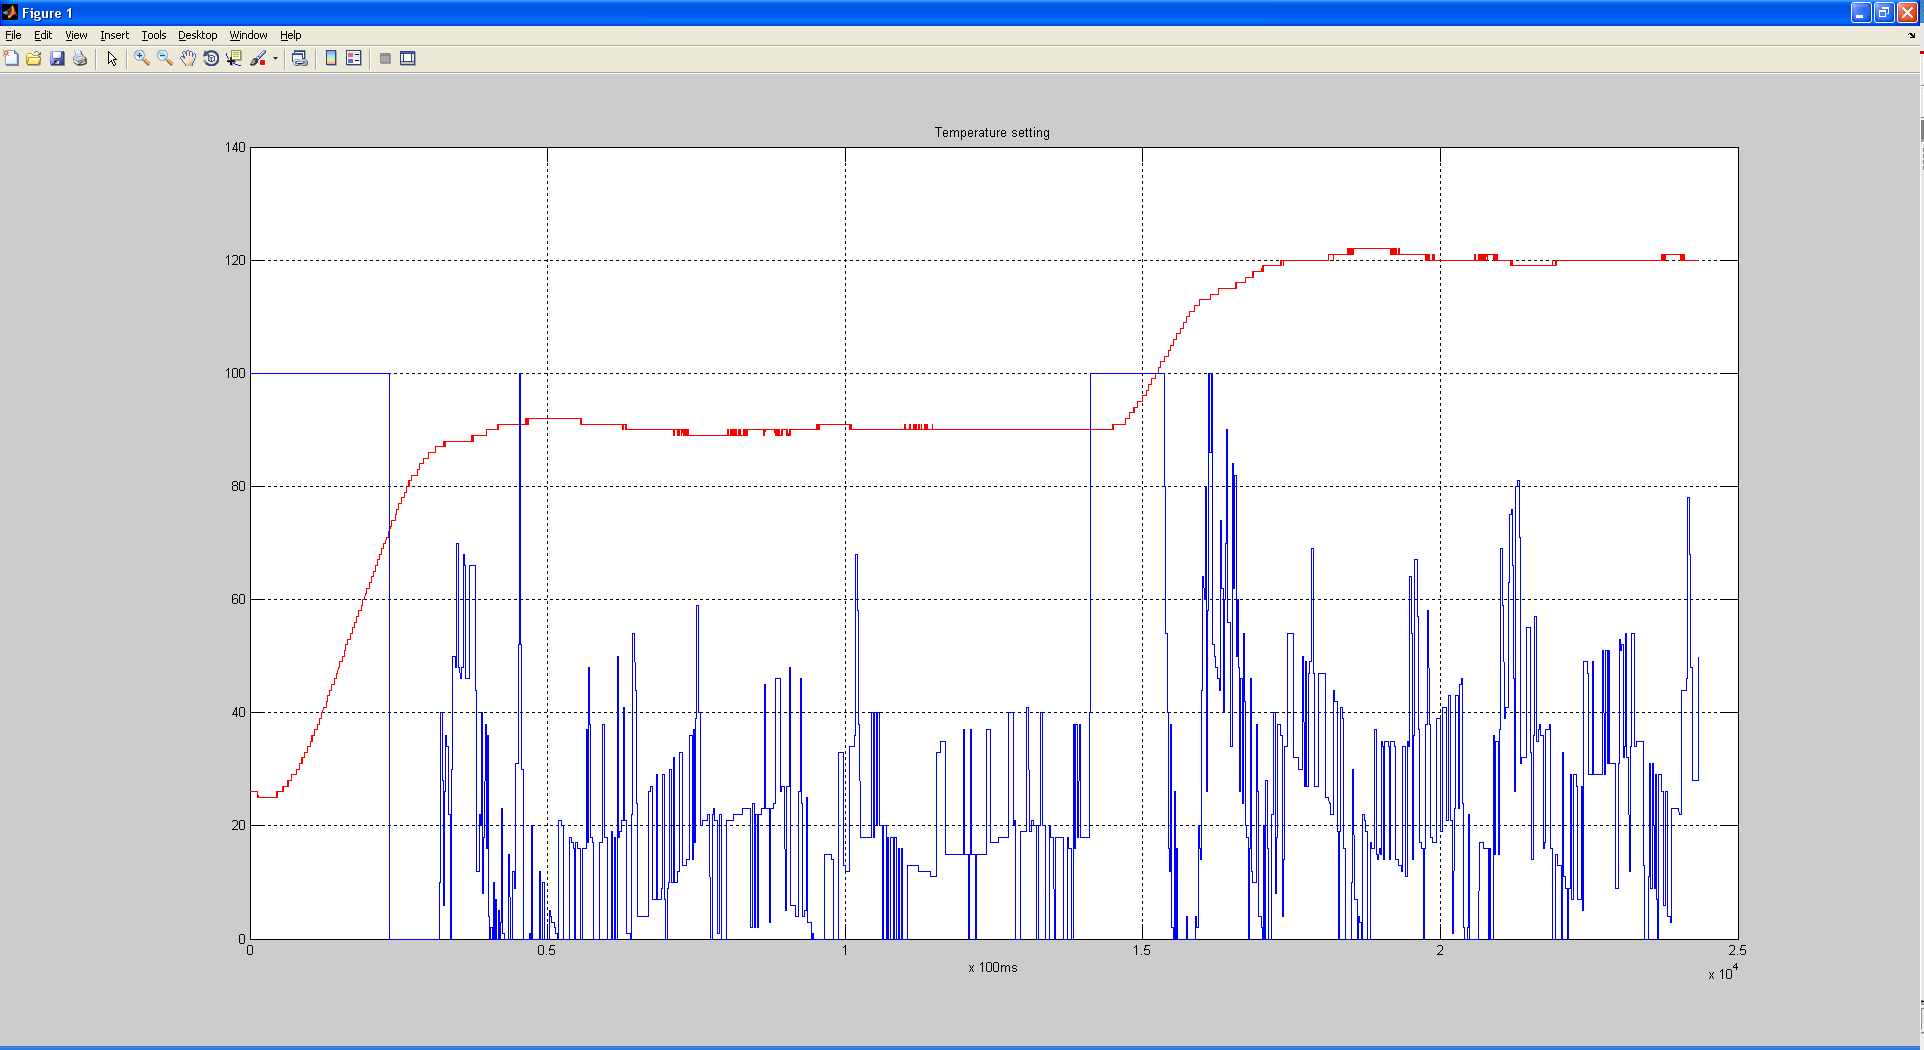 Figure 1
File Edit View Insert Tools Desktop Window Help
Temperature setting
140
120
100
80
60
40
20
0
0 0.5 1 1.5 2 2.5
x 100ms
x 10^4